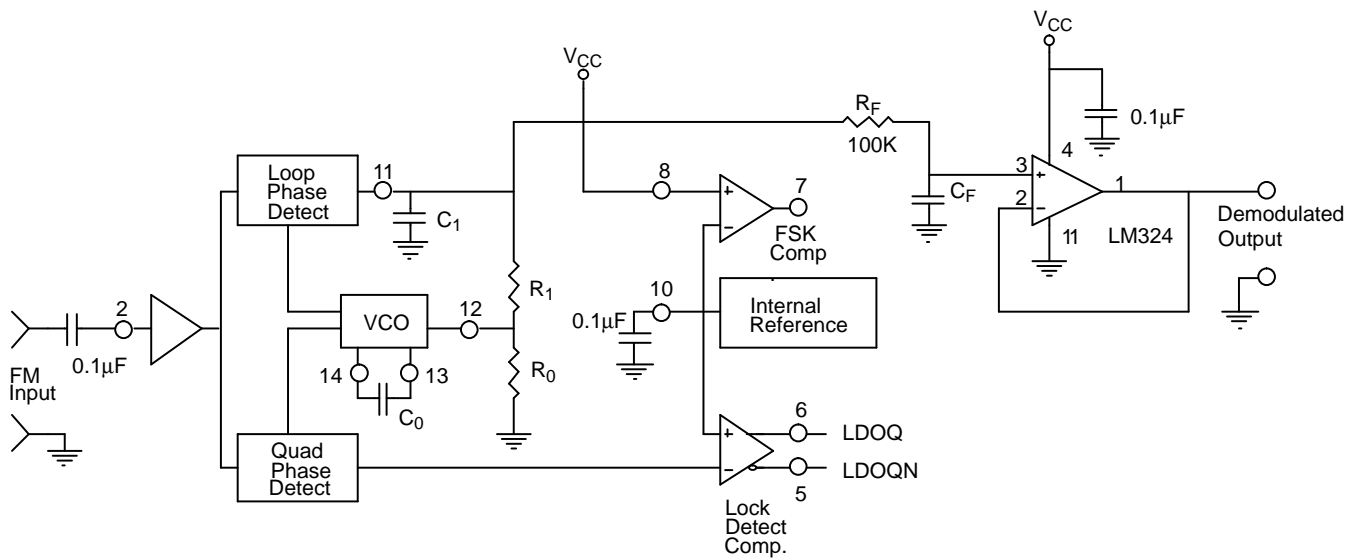 VCC
VCC
RF
100K
0.1μF
Loop
Phase
Detect
11
C1
8
+
−
7
FSK
Comp
CF
3
2
+
−
4
11
1
LM324
Demodulated
Output
2
0.1μF
FM
Input
VCO
12
14
13
C0
R1
R0
10
0.1μF
Internal
Reference
Quad
Phase
Detect
+
−
6
LDOQ
LDOQN
5
Lock
Detect
Comp.